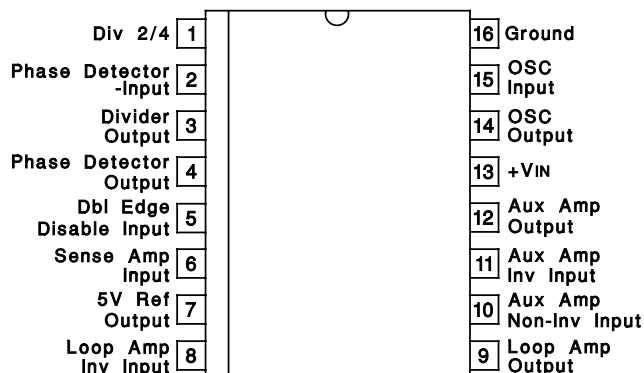 Div 2/4 1
Phase Detector
-Input 2
Divider
Output 3
Phase Detector
Output 4
Dbl Edge
Disable Input 5
Sense Amp
Input 6
5V Ref
Output 7
Loop Amp
Inv Input 8
16 Ground
15 OSC
Input
14 OSC
Output
13 +VIN
12 Aux Amp
Output
11 Aux Amp
Inv Input
10 Aux Amp
Non-Inv Input
9 Loop Amp
Output